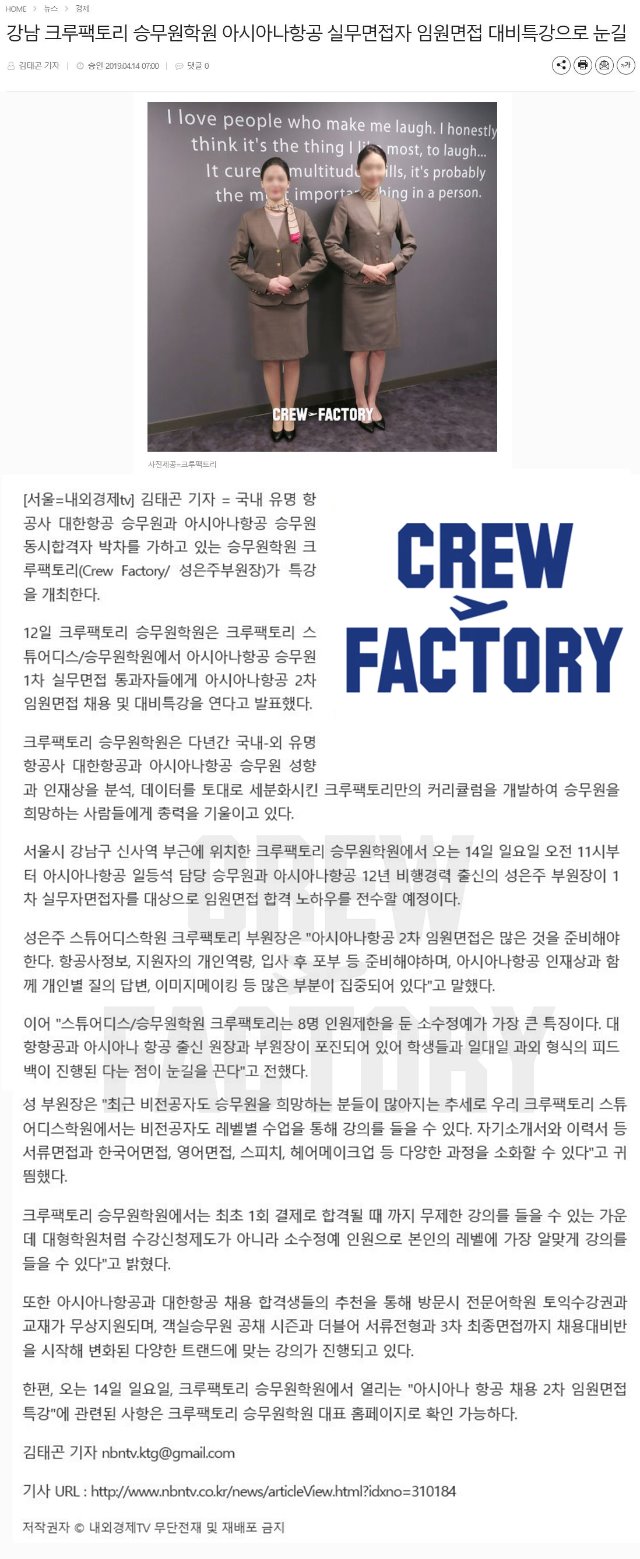 HOME > 뉴스 > 경제
강남 크루팩토리 승무원학원 아시아나항공 실무면접자 임원면접 대비특강으로 눈길
김태곤 기자 | 승인 2019.04.14 07:00 | 댓글 0
I love people who make me laugh. I honestly
think it's the thing I like most, to laugh...
It cures a multitude ills, it's probably
the most important thing in a person.
CREW FACTORY
사진제공=크루팩토리
[서울=내외경제tv] 김태곤 기자 = 국내 유명 항
공사 대한항공 승무원과 아시아나항공 승무원
동시합격자 박차를 가하고 있는 승무원학원 크
루팩토리(Crew Factory/ 성은주부원장)가 특강
을 개최한다.
CREW
FACTORY
12일 크루팩토리 승무원학원은 크루팩토리 스
튜어디스/승무원학원에서 아시아나항공 승무원
1차 실무면접 통과자들에게 아시아나항공 2차
임원면접 채용 및 대비특강을 연다고 발표했다.
크루팩토리 승무원학원은 다년간 국내-외 유명
항공사 대한항공과 아시아나항공 승무원 성향
과 인재상을 분석, 데이터를 토대로 세분화시킨 크루팩토리만의 커리큘럼을 개발하여 승무원을
희망하는 사람들에게 총력을 기울이고 있다.
서울시 강남구 신사역 부근에 위치한 크루팩토리 승무원학원에서 오는 14일 일요일 오전 11시부
터 아시아나항공 일등석 담당 승무원과 아시아나항공 12년 비행경력 출신의 성은주 부원장이 1
차 실무자면접자를 대상으로 임원면접 합격 노하우를 전수할 예정이다.
성은주 스튜어디스학원 크루팩토리 부원장은 "아시아나항공 2차 임원면접은 많은 것을 준비해야
한다. 항공사정보, 지원자의 개인역량, 입사 후 포부 등 준비해야하며, 아시아나항공 인재상과 함
께 개인별 질의 답변, 이미지메이킹 등 많은 부분이 집중되어 있다"고 말했다.
이어 "스튜어디스/승무원학원 크루팩토리는 8명 인원제한을 둔 소수정예가 가장 큰 특징이다. 대
항항공과 아시아나 항공 출신 원장과 부원장이 포진되어 있어 학생들과 일대일 과외 형식의 피드
백이 진행된 다는 점이 눈길을 끈다"고 전했다.
성 부원장은 "최근 비전공자도 승무원을 희망하는 분들이 많아지는 추세로 우리 크루팩토리 스튜
어디스학원에서는 비전공자도 레벨별 수업을 통해 강의를 들을 수 있다. 자기소개서와 이력서 등
서류면접과 한국어면접, 영어면접, 스피치, 헤어메이크업 등 다양한 과정을 소화할 수 있다"고 귀
띔했다.
크루팩토리 승무원학원에서는 최초 1회 결제로 합격될 때 까지 무제한 강의를 들을 수 있는 가운
데 대형학원처럼 수강신청제도가 아니라 소수정예 인원으로 본인의 레벨에 가장 알맞게 강의를
들을 수 있다"고 밝혔다.
또한 아시아나항공과 대한항공 채용 합격생들의 추천을 통해 방문시 전문어학원 토익수강권과
교재가 무상지원되며, 객실승무원 공채 시즌과 더불어 서류전형과 3차 최종면접까지 채용대비반
을 시작해 변화된 다양한 트랜드에 맞는 강의가 진행되고 있다.
한편, 오는 14일 일요일, 크루팩토리 승무원학원에서 열리는 "아시아나 항공 채용 2차 임원면접
특강"에 관련된 사항은 크루팩토리 승무원학원 대표 홈페이지로 확인 가능하다.
김태곤 기자 nbntv.ktg@gmail.com
기사 URL : http://www.nbntv.co.kr/news/articleView.html?idxno=310184
저작권자 © 내외경제TV 무단전재 및 재배포 금지
CREW
FACTORY